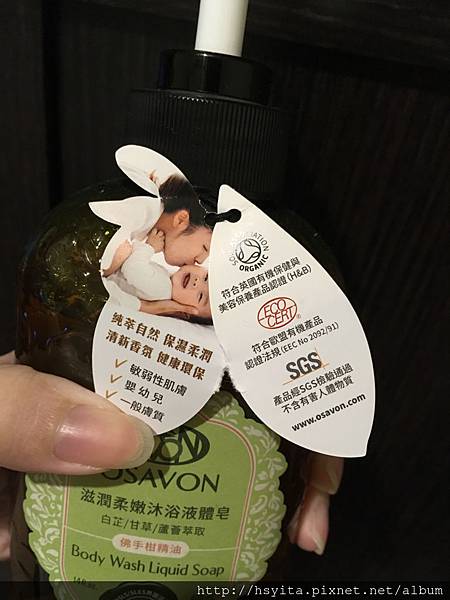 純萃自然 保濕柔潤
清新香氛 健康環保
敏弱性肌膚
嬰幼兒
一般膚質
SOIL ASSOCIATION
ORGANIC
符合英國有機保健與
美容保養產品認證(H&B)
ECO
CERT
符合歐盟有機產品
認證法規(EEC No 2092/91)
SGS
產品經SGS檢驗通過
不含有害人體物質
www.osavon.com
OSAVON
滋潤柔嫩沐浴液體皂
白芷/甘草/蘆薈萃取
佛手柑精油
Body Wash Liquid Soap
http://hsyita.pixnet.net/album